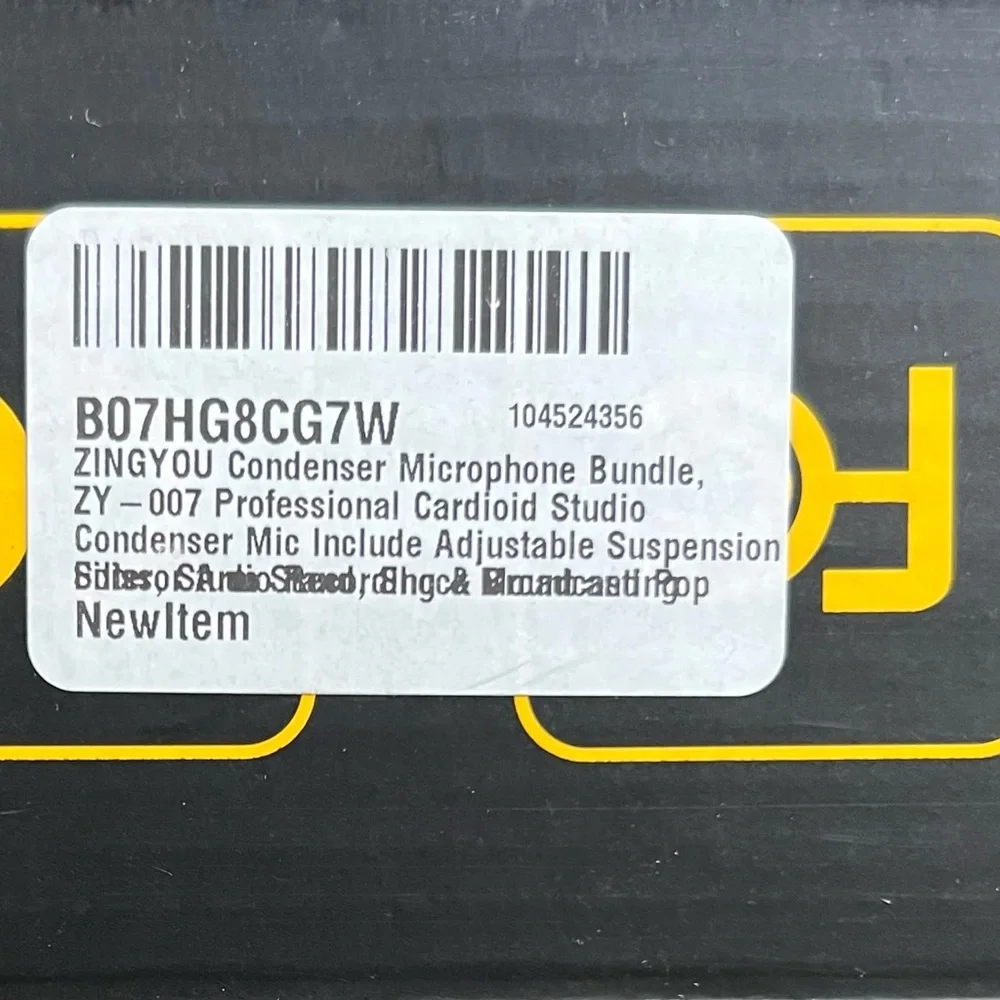 B07HG8CG7W
104524356
ZINGYOU Condenser Microphone Bundle,
ZY-007 Professional Cardioid Studio
Condenser Mic Include Adjustable Suspension
NewItem